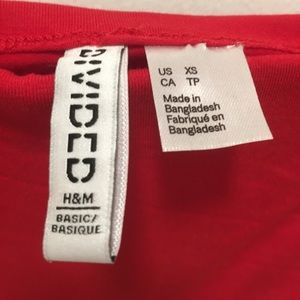 DIVIDED
H&M
BASIC/
BASIQUE
US XS
CA TP
Made in
Bangladesh
Fabriqué en
Bangladesh